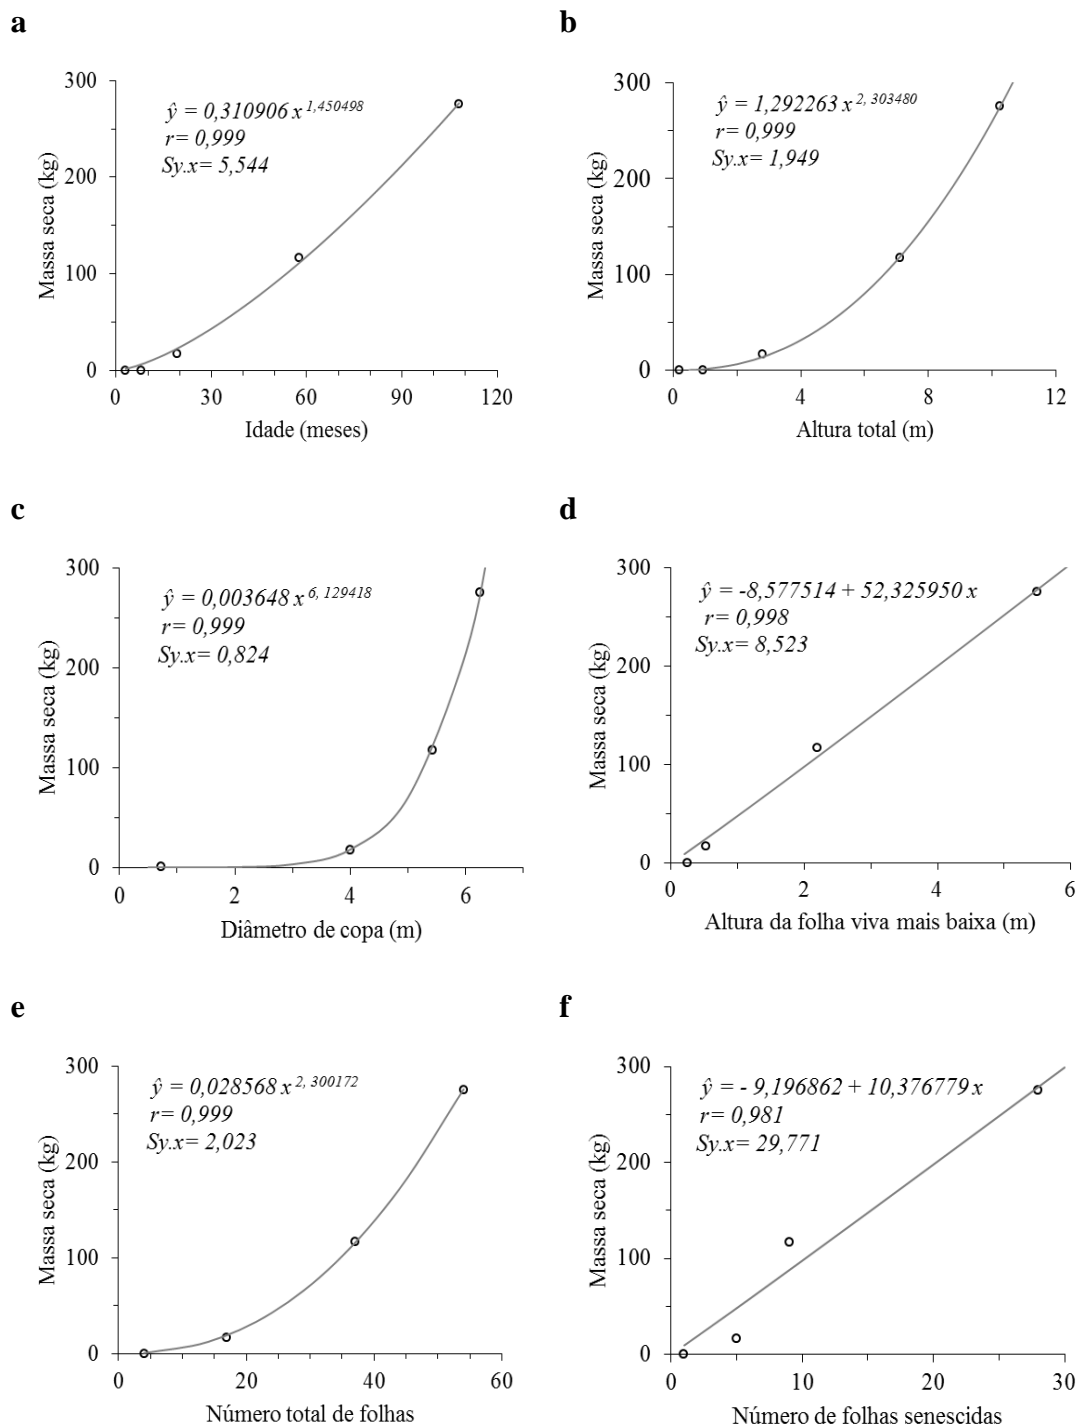 a
300
ŷ = 0,310906 x^1,450498
r= 0,999
Sy.x= 5,544
200
100
0
Massa seca (kg)
0 30 60 90 120
Idade (meses)
b
300
ŷ = 1,292263 x^2, 303480
r= 0,999
Sy.x= 1,949
200
100
0
Massa seca (kg)
0 4 8 12
Altura total (m)
c
300
ŷ = 0,003648 x^6, 129418
r= 0,999
Sy.x= 0,824
200
100
0
Massa seca (kg)
0 2 4 6
Diâmetro de copa (m)
d
300
ŷ = -8,577514 + 52,325950 x
r= 0,998
Sy.x= 8,523
200
100
0
Massa seca (kg)
0 2 4 6
Altura da folha viva mais baixa (m)
e
300
ŷ = 0,028568 x^2, 300172
r= 0,999
Sy.x= 2,023
200
100
0
Massa seca (kg)
0 20 40 60
Número total de folhas
f
300
ŷ = - 9,196862 + 10,376779 x
r= 0,981
Sy.x= 29,771
200
100
0
Massa seca (kg)
0 10 20 30
Número de folhas senescidas